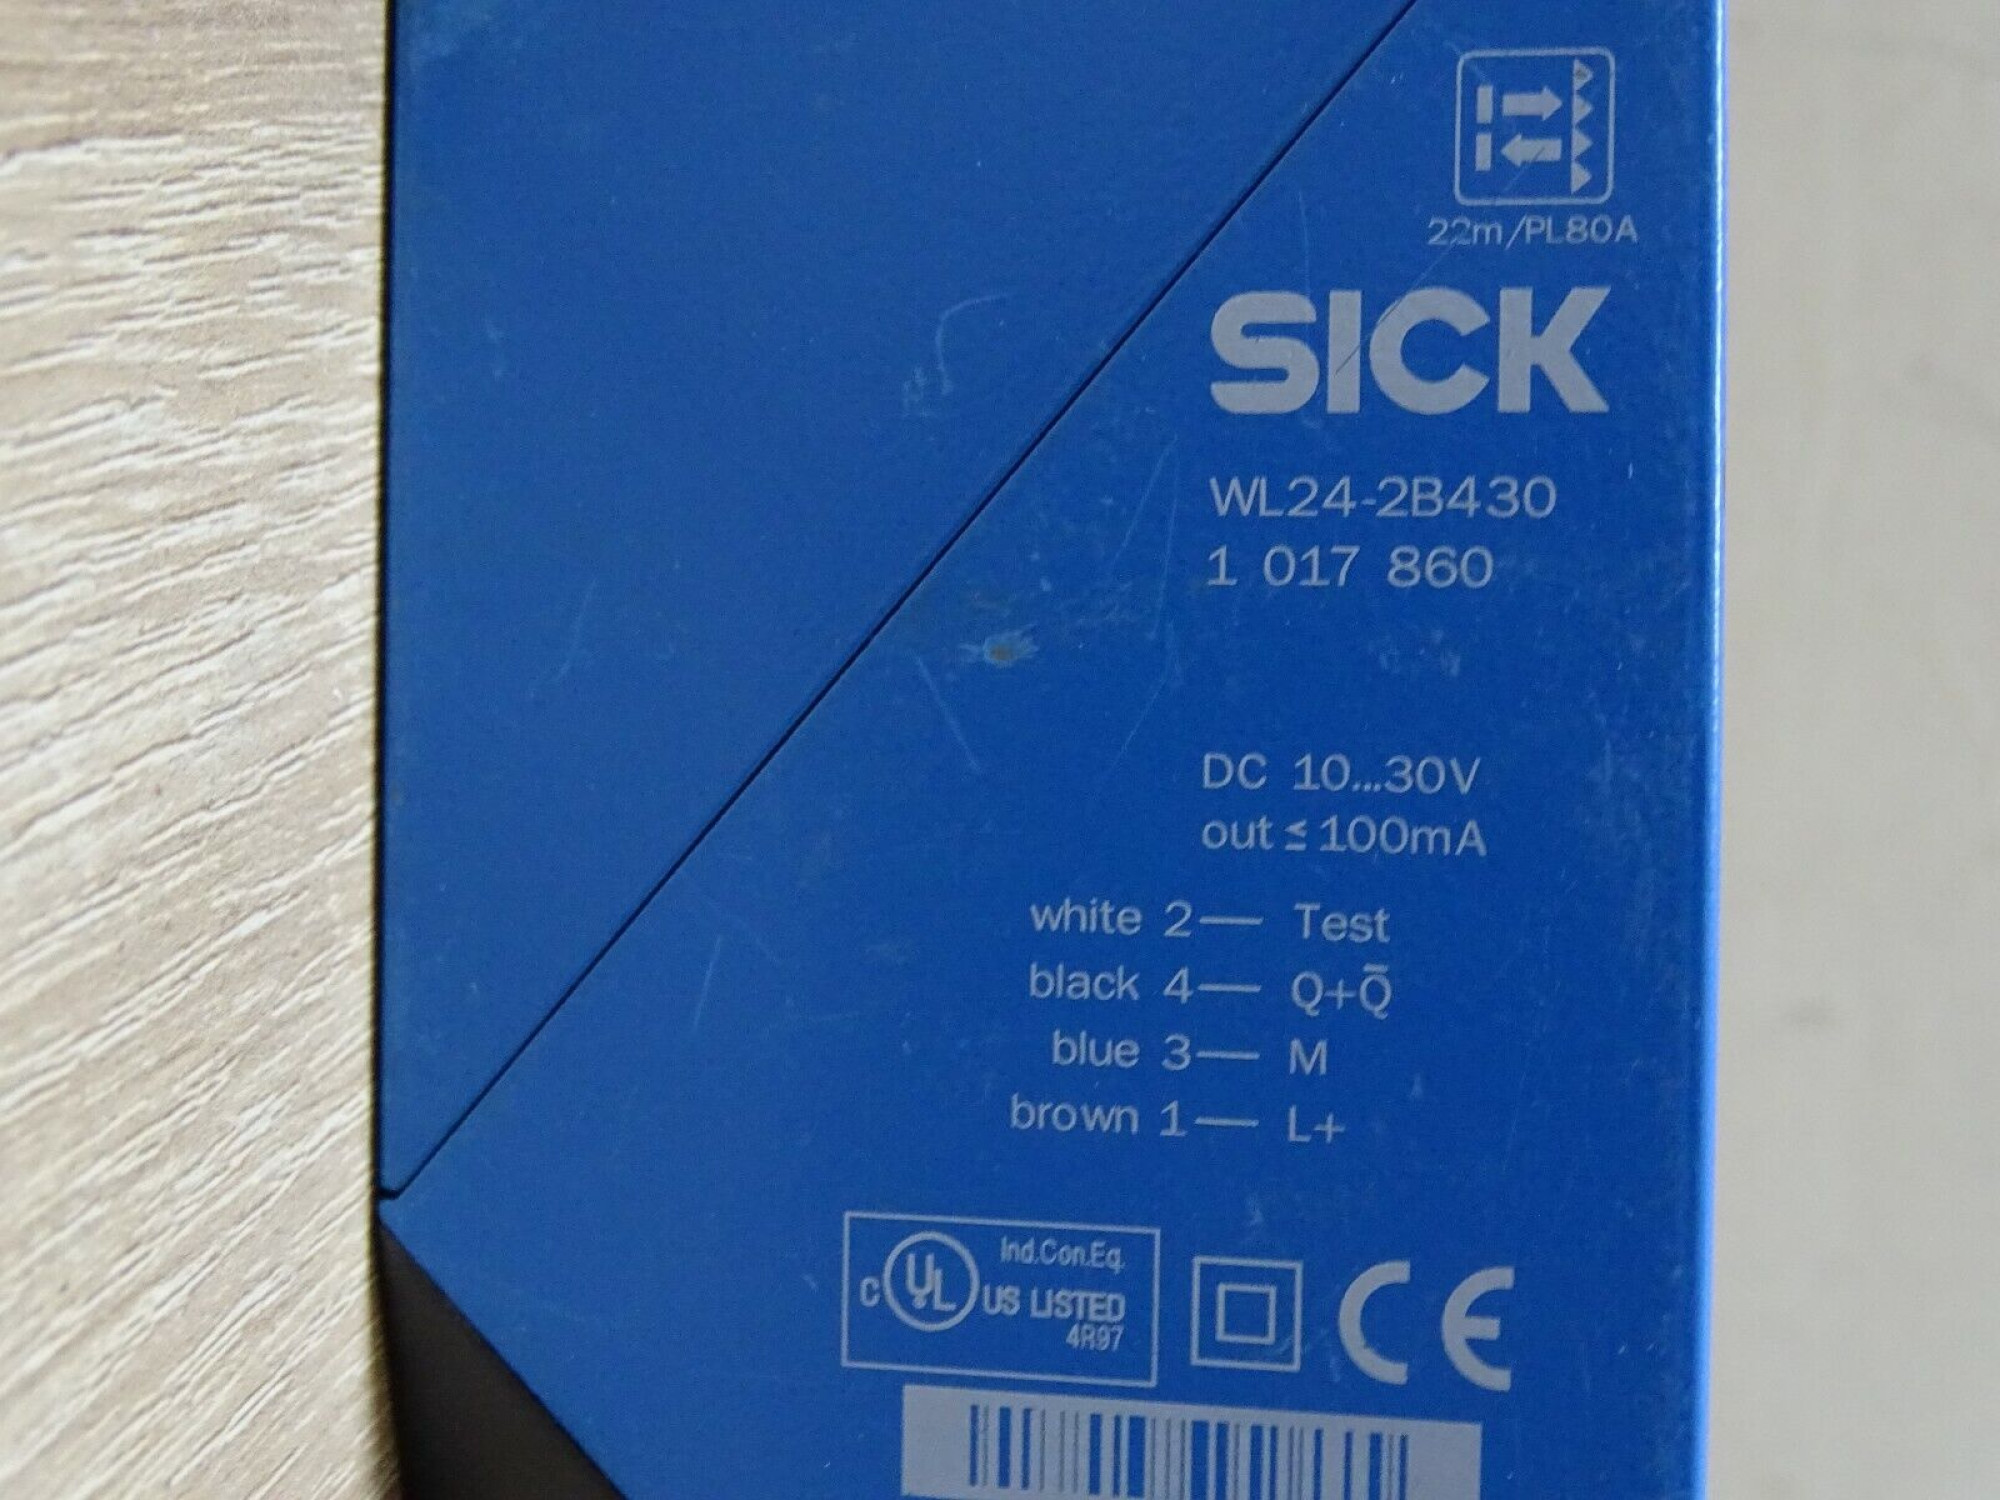 22m/PL80A
SICK
WL24-2B430
1 017 860
DC 10...30V
out ≤ 100mA
white 2— Test
black 4— Q+Q̅
blue 3— M
brown 1— L+
Ind.Con.Eq.
C UL US LISTED
4R97
CE